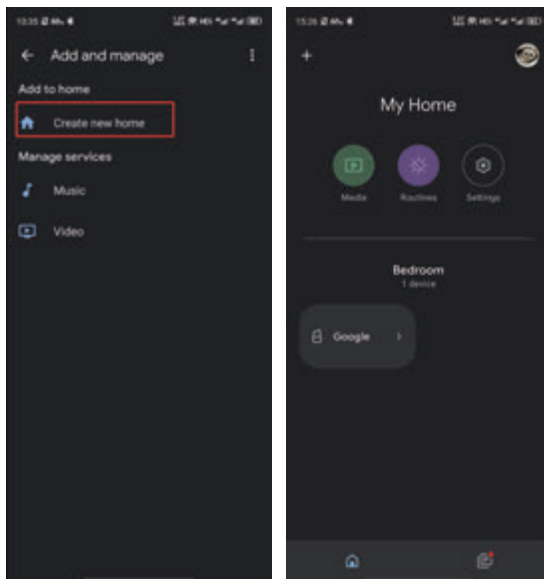 Add and manage
Add to home
Create new home
Manage services
Music
Video
My Home
Media
Routines
Settings
Bedroom
1 device
Google